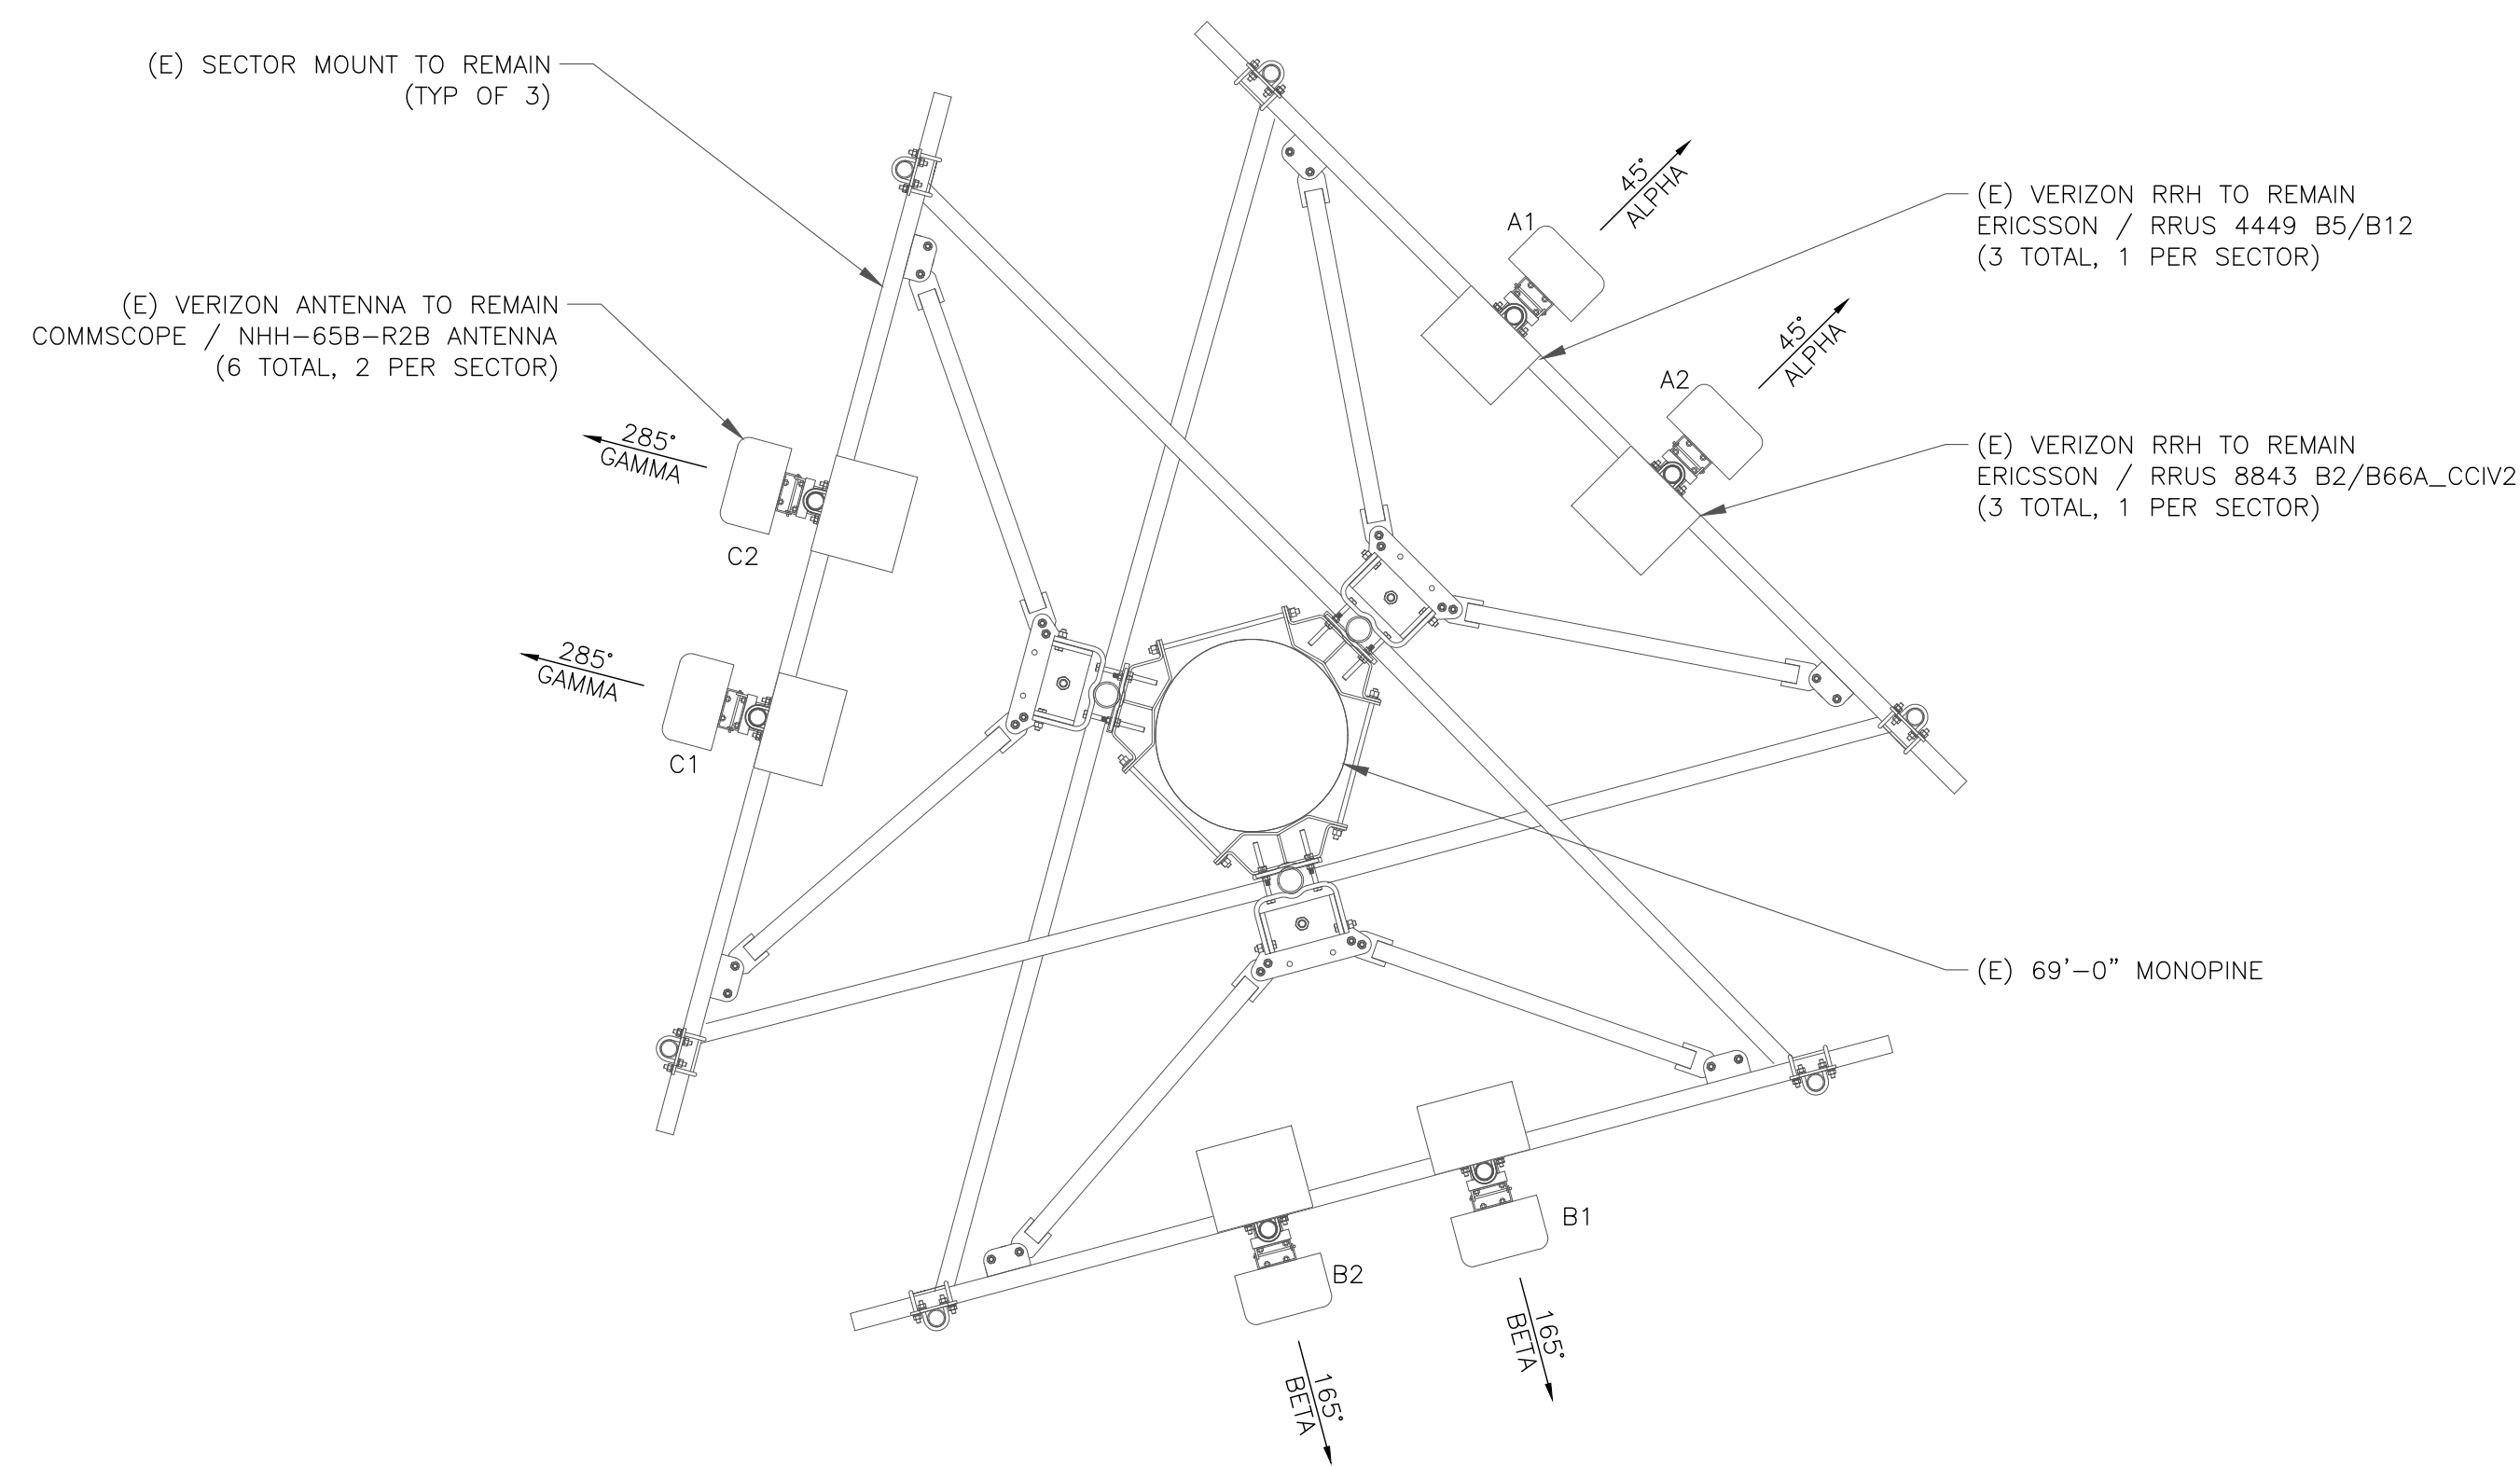 (E) SECTOR MOUNT TO REMAIN
(TYP OF 3)
(E) VERIZON ANTENNA TO REMAIN
COMMSCOPE / NHH-65B-R2B ANTENNA
(6 TOTAL, 2 PER SECTOR)
45°
ALPHA
A1
(E) VERIZON RRH TO REMAIN
ERICSSON / RRUS 4449 B5/B12
(3 TOTAL, 1 PER SECTOR)
45°
ALPHA
A2
(E) VERIZON RRH TO REMAIN
ERICSSON / RRUS 8843 B2/B66A_CCIV2
(3 TOTAL, 1 PER SECTOR)
285°
GAMMA
C2
285°
GAMMA
C1
(E) 69'-0" MONOPINE
B1
B2
165°
BETA
165°
BETA